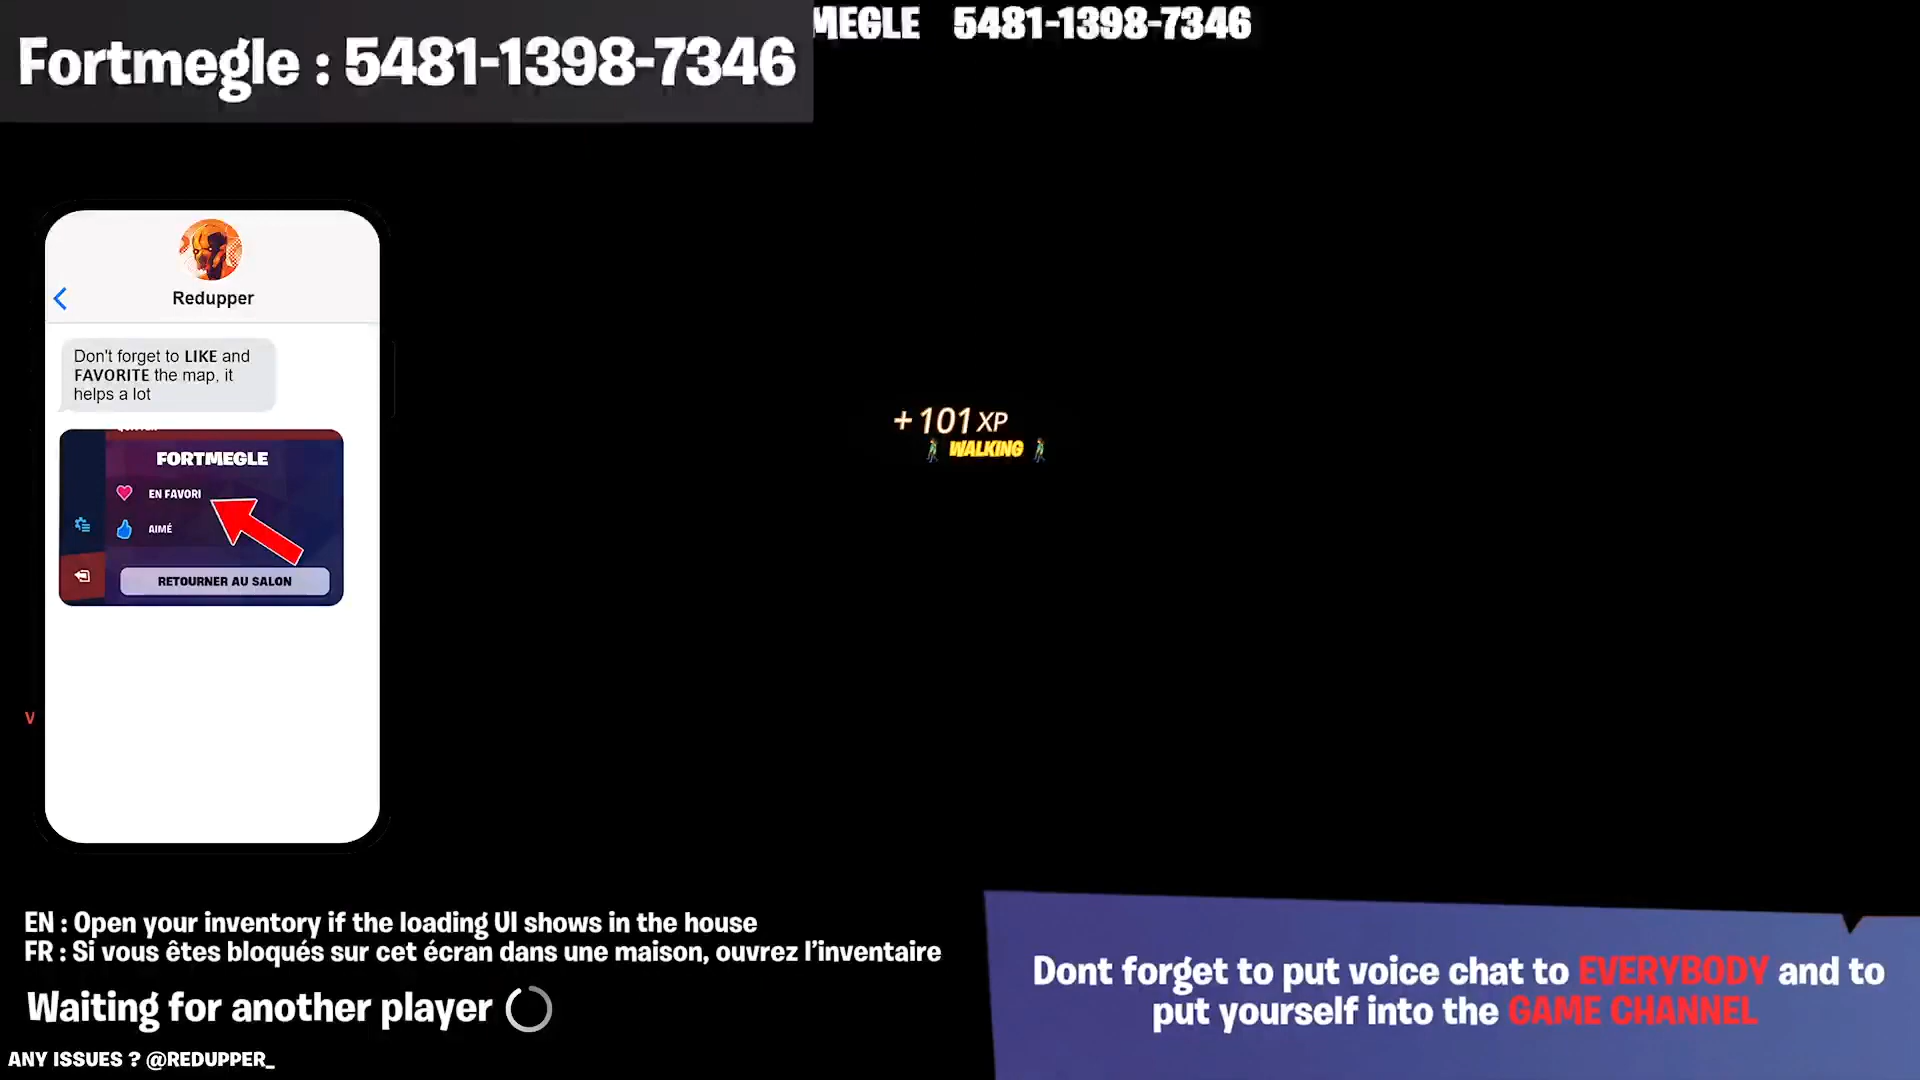 Fortmegle : 5481-1398-7346
MEGLE 5481-1398-7346
Redupper
Don't forget to LIKE and
FAVORITE the map, it
helps a lot
FORTMEGLE
EN FAVORI
AIMÉ
RETOURNER AU SALON
+101 XP
WALKING
V
EN : Open your inventory if the loading UI shows in the house
FR : Si vous êtes bloqués sur cet écran dans une maison, ouvrez l'inventaire
Waiting for another player
ANY ISSUES ? @REDUPPER_
Dont forget to put voice chat to EVERYBODY and to
put yourself into the GAME CHANNEL